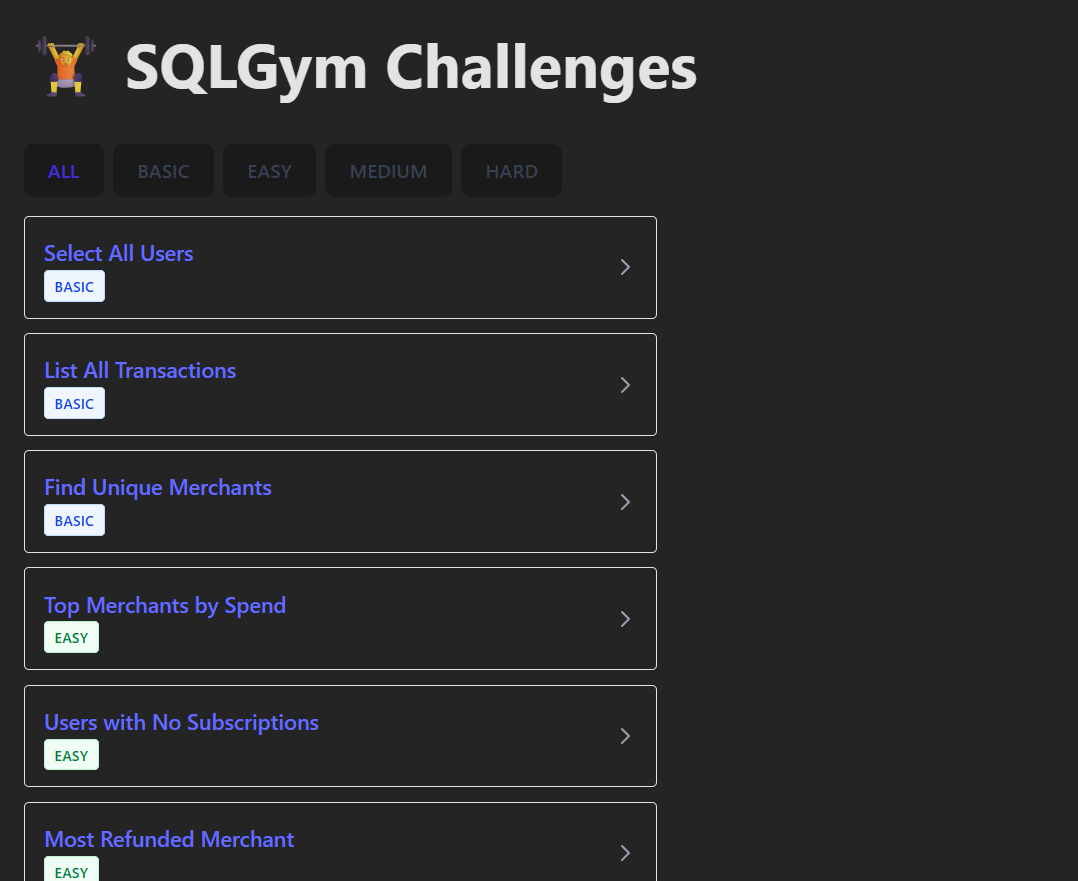 SQLGym Challenges
ALL BASIC EASY MEDIUM HARD
Select All Users
BASIC
List All Transactions
BASIC
Find Unique Merchants
BASIC
Top Merchants by Spend
EASY
Users with No Subscriptions
EASY
Most Refunded Merchant
EASY